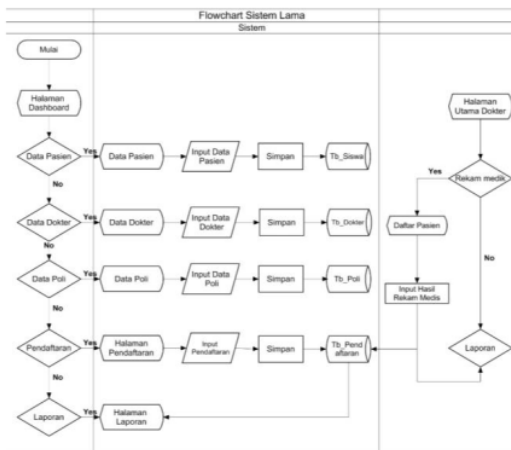 Flowchart Sistem Lama
Sistem
Mulai
Halaman
Dashboard
Data Pasien
Yes
Data Pasien
Input Data
Pasien
Simpan
Tb_Siswa
No
Data Dokter
Yes
Data Dokter
Input Data
Dokter
Simpan
Tb_Dokter
No
Data Poli
Yes
Data Poli
Input Data
Poli
Simpan
Tb_Poli
No
Pendaftaran
Yes
Halaman
Pendaftaran
Input
Pendaftaran
Simpan
Tb_Pend
aftaran
No
Laporan
Yes
Halaman
Laporan
Halaman
Utama Dokter
Rekam medik
Yes
Daftar Pasien
No
Input Hasil
Rekam Medis
Laporan